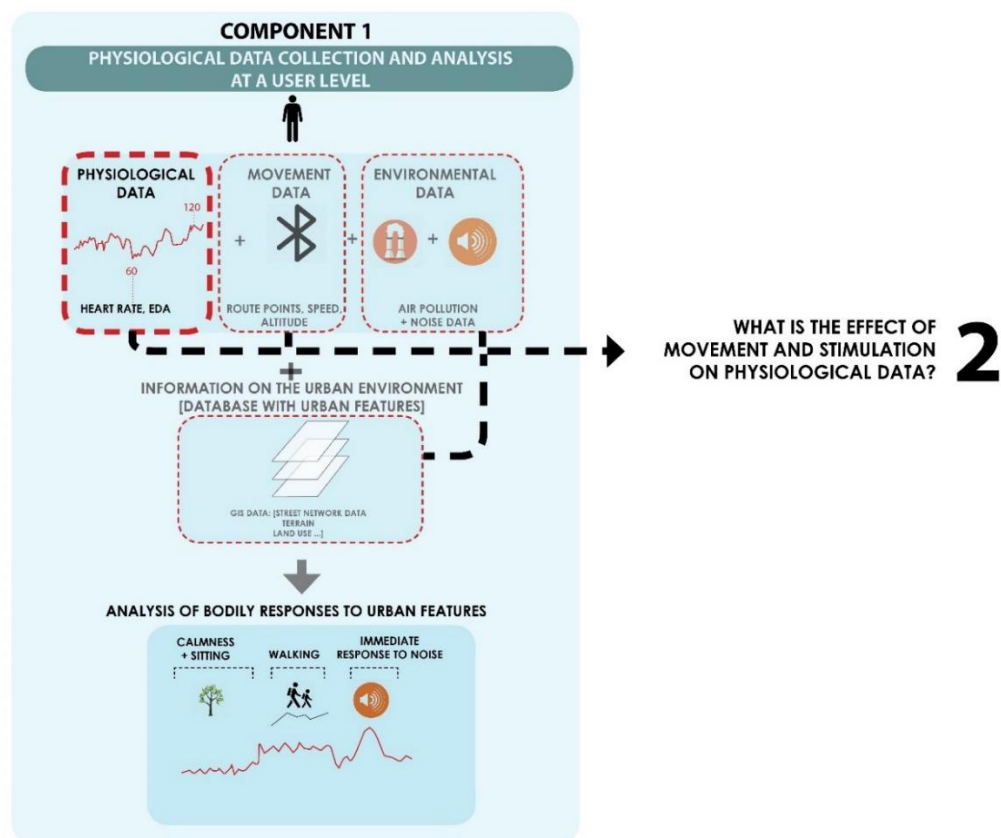 COMPONENT 1
PHYSIOLOGICAL DATA COLLECTION AND ANALYSIS
AT A USER LEVEL
PHYSIOLOGICAL
DATA
120
60
HEART RATE, EDA
+
MOVEMENT
DATA
ROUTE POINTS, SPEED,
ALTITUDE
+
ENVIRONMENTAL
DATA
+
AIR POLLUTION
+ NOISE DATA
WHAT IS THE EFFECT OF
MOVEMENT AND STIMULATION
ON PHYSIOLOGICAL DATA?
2
+
INFORMATION ON THE URBAN ENVIRONMENT
[DATABASE WITH URBAN FEATURES]
GIS DATA: [STREET NETWORK DATA
TERRAIN
LAND USE ...]
ANALYSIS OF BODILY RESPONSES TO URBAN FEATURES
CALMNESS
+ SITTING
WALKING
IMMEDIATE
RESPONSE TO NOISE